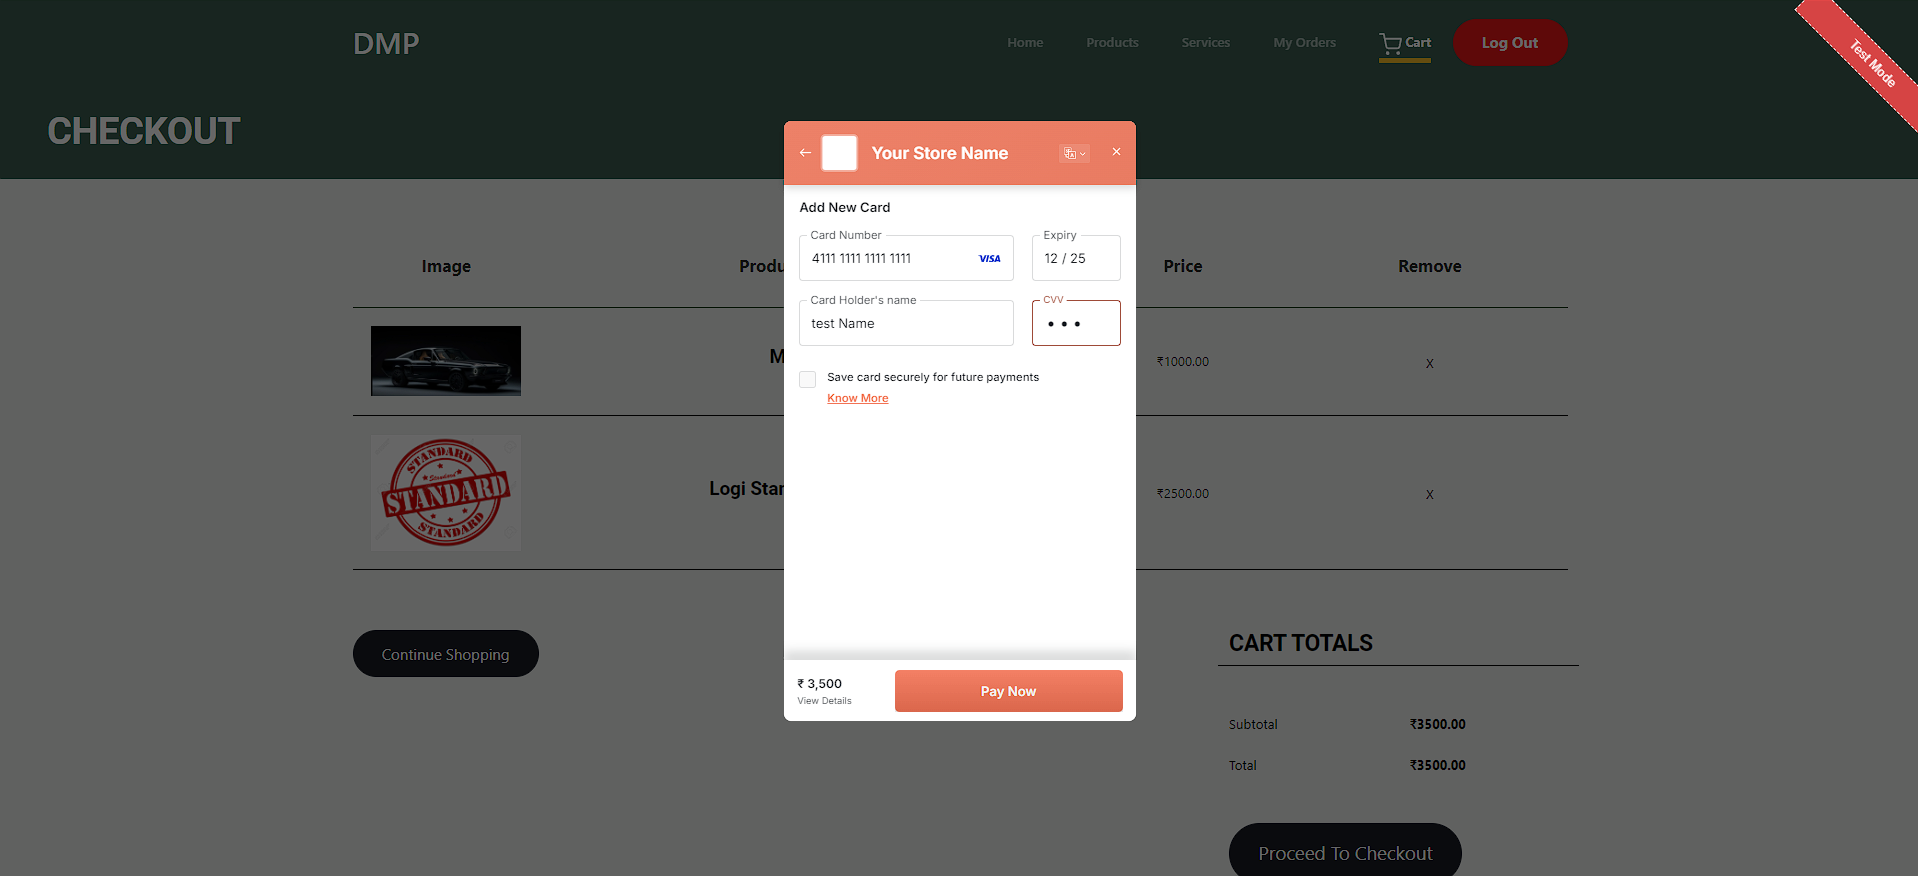 DMP
Home
Products
Services
My Orders
Cart
Log Out
Test Mode
CHECKOUT
Your Store Name
Add New Card
Card Number
4111 1111 1111 1111
VISA
Expiry
12 / 25
Card Holder's name
test Name
CVV
Save card securely for future payments
Know More
₹ 3,500
View Details
Pay Now
Image
Price
Remove
₹1000.00
X
STANDARD
Standard
STANDARD
STANDARD
Logi
₹2500.00
X
Continue Shopping
CART TOTALS
Subtotal
₹3500.00
Total
₹3500.00
Proceed To Checkout